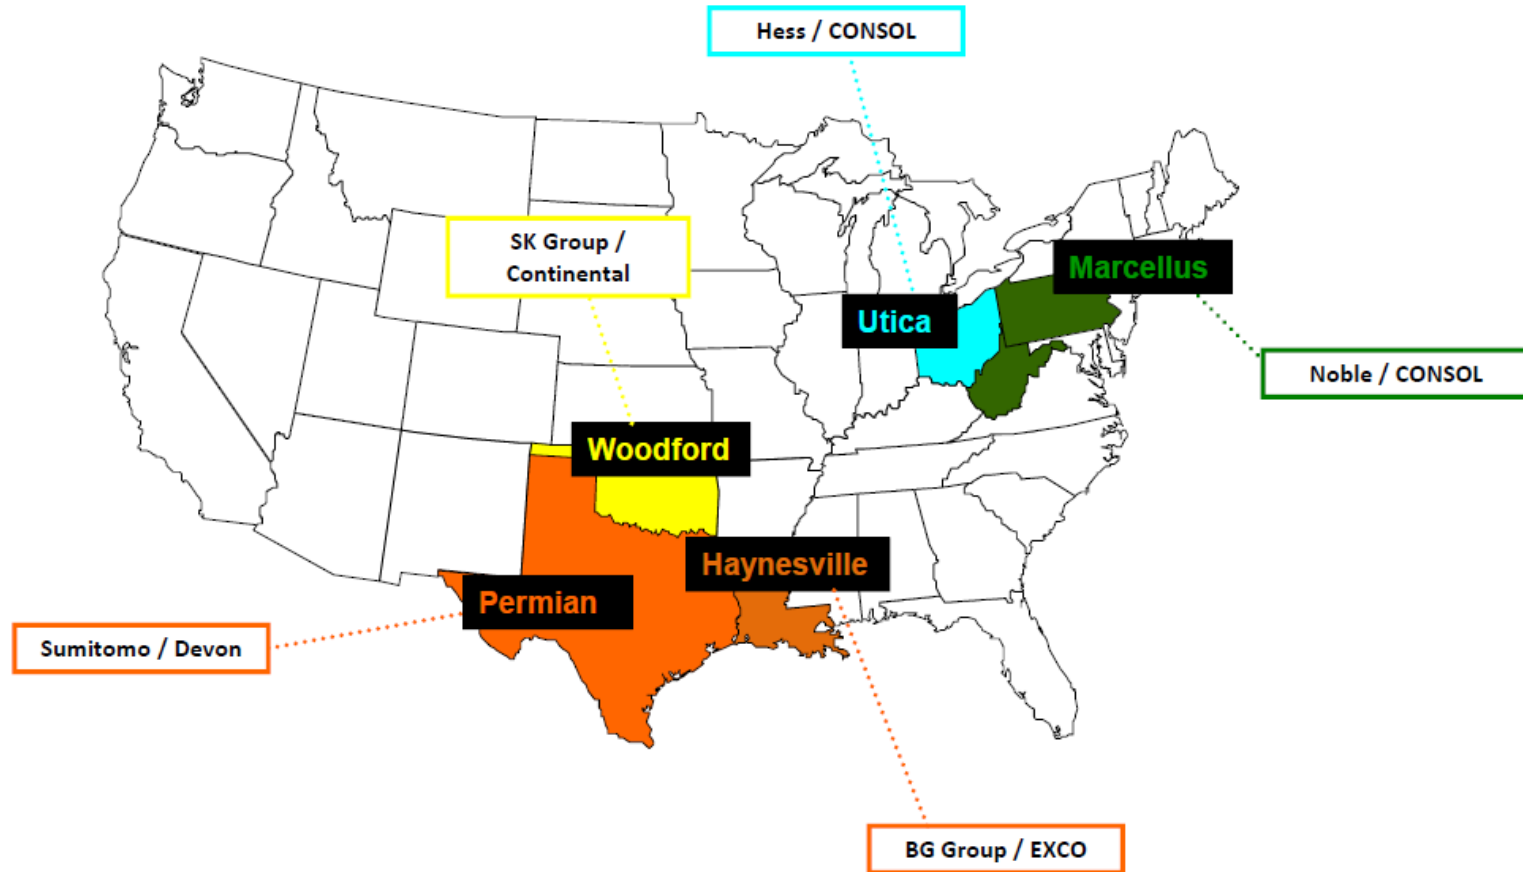 Hess / CONSOL
SK Group /
Continental
Marcellus
Utica
Noble / CONSOL
Woodford
Haynesville
Permian
Sumitomo / Devon
BG Group / EXCO